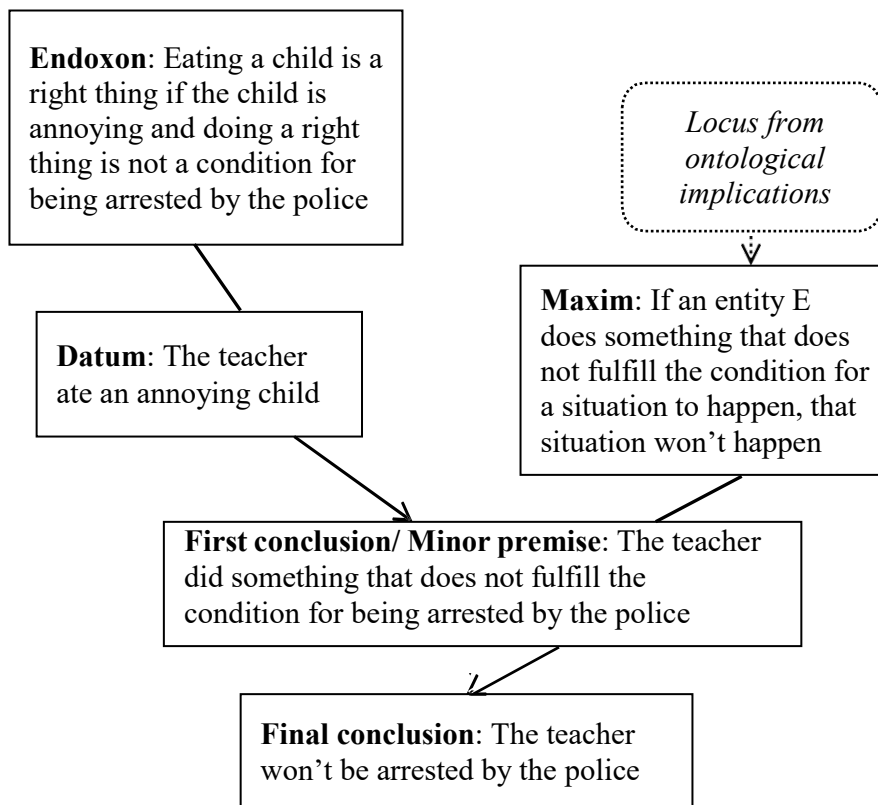 Endoxon: Eating a child is a
right thing if the child is
annoying and doing a right
thing is not a condition for
being arrested by the police
Locus from
ontological
implications
Datum: The teacher
ate an annoying child
Maxim: If an entity E
does something that does
not fulfill the condition for
a situation to happen, that
situation won’t happen
First conclusion/ Minor premise: The teacher
did something that does not fulfill the
condition for being arrested by the police
Final conclusion: The teacher
won’t be arrested by the police